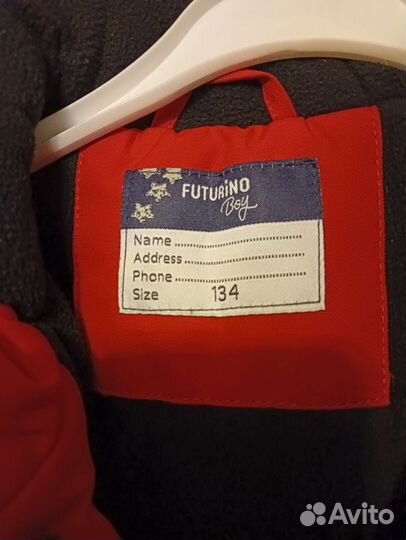 FUTURiNO
Boy
Name
Address
Phone
Size 134
Avito